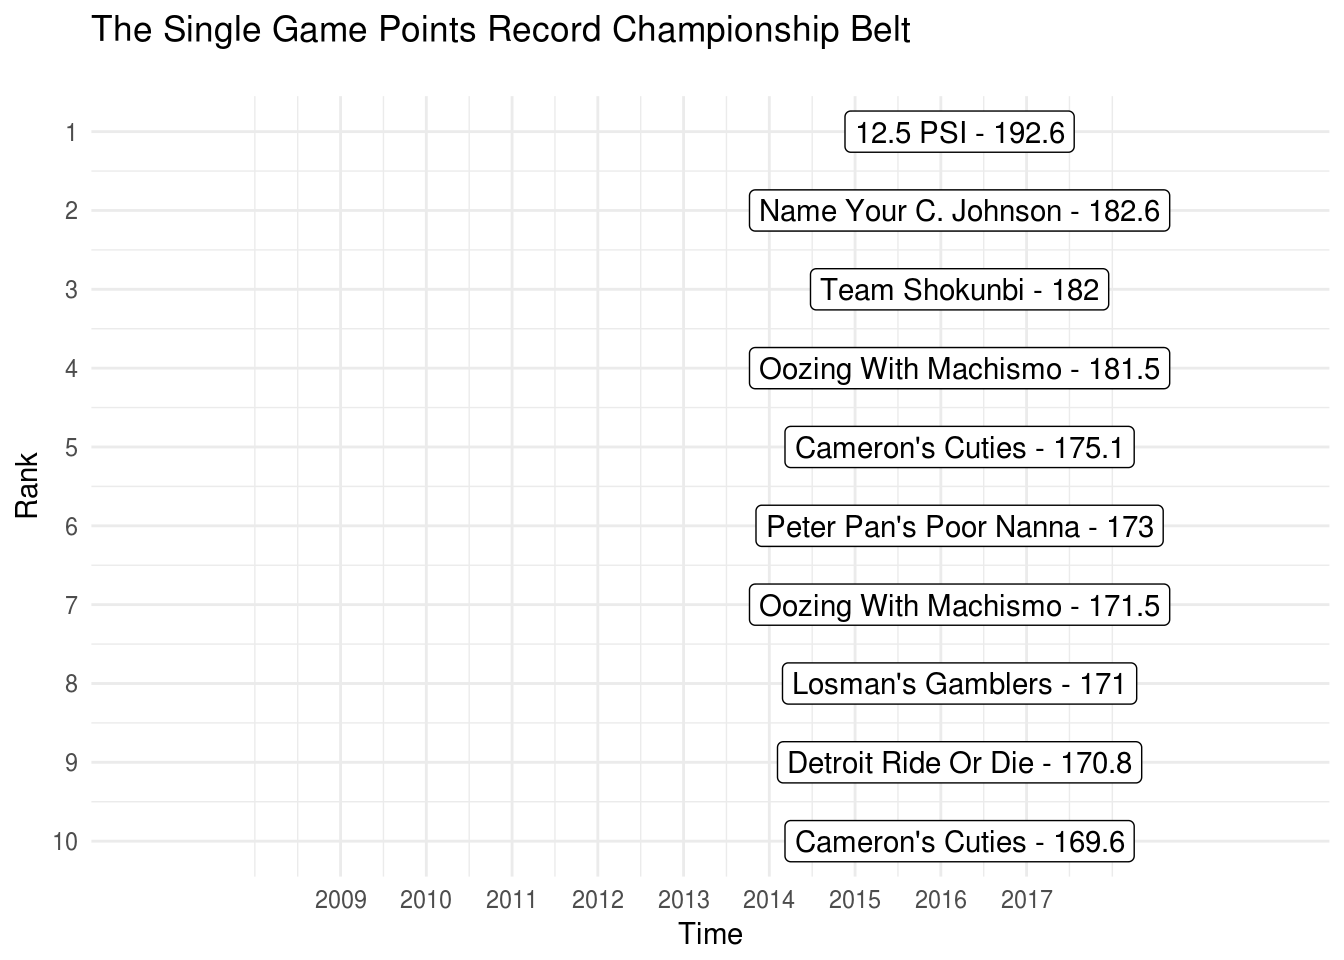 The Single Game Points Record Championship Belt
1
12.5 PSI - 192.6
2
Name Your C. Johnson - 182.6
3
Team Shokunbi - 182
4
Oozing With Machismo - 181.5
5
Cameron's Cuties - 175.1
Rank
6
Peter Pan's Poor Nanna - 173
7
Oozing With Machismo - 171.5
8
Losman's Gamblers - 171
9
Detroit Ride Or Die - 170.8
10
Cameron's Cuties - 169.6
2009 2010 2011 2012 2013 2014 2015 2016 2017
Time